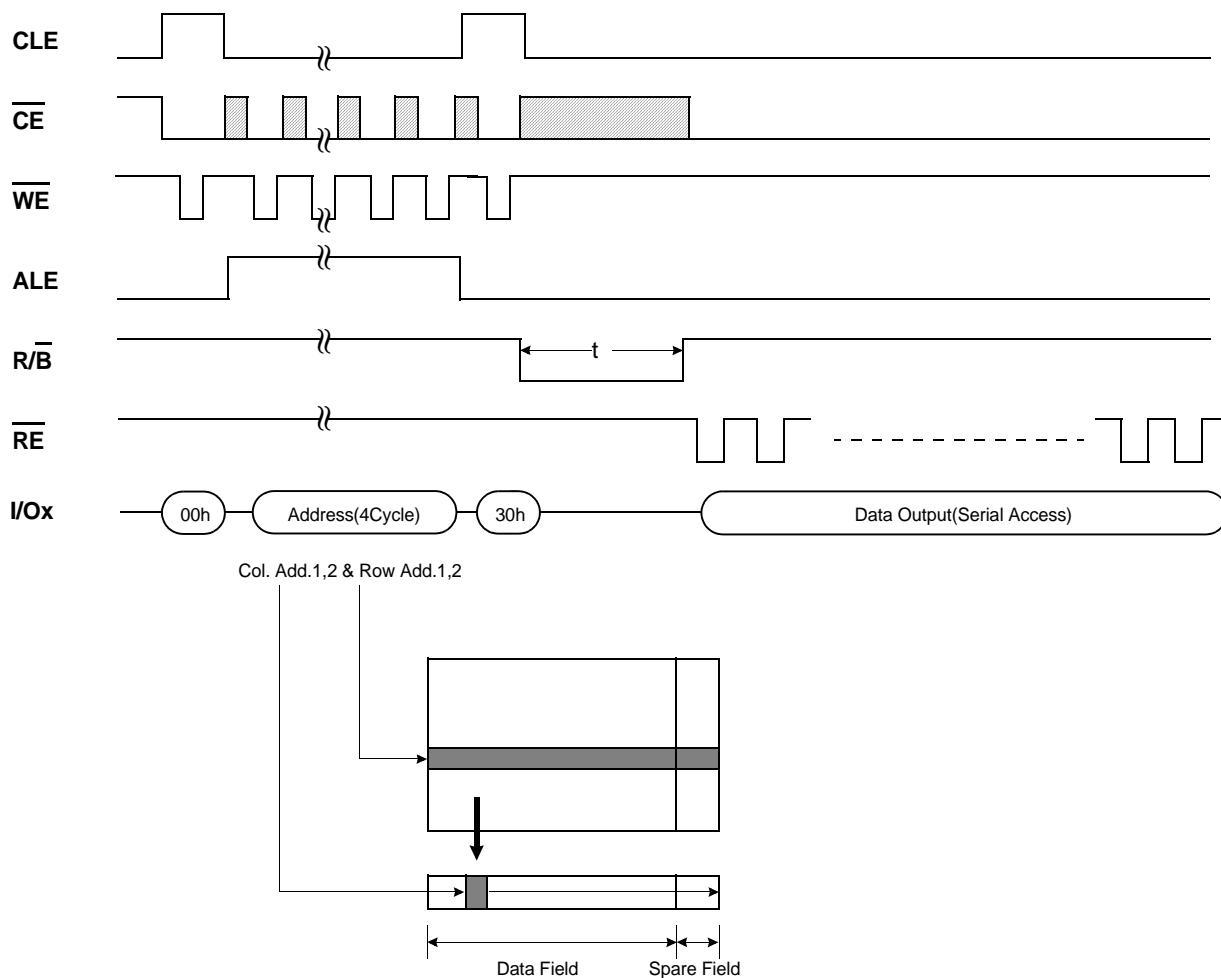 CLE
CE
WE
ALE
R/B
t
RE
I/Ox
00h
Address(4Cycle)
30h
Data Output(Serial Access)
Col. Add.1,2 & Row Add.1,2
Data Field
Spare Field